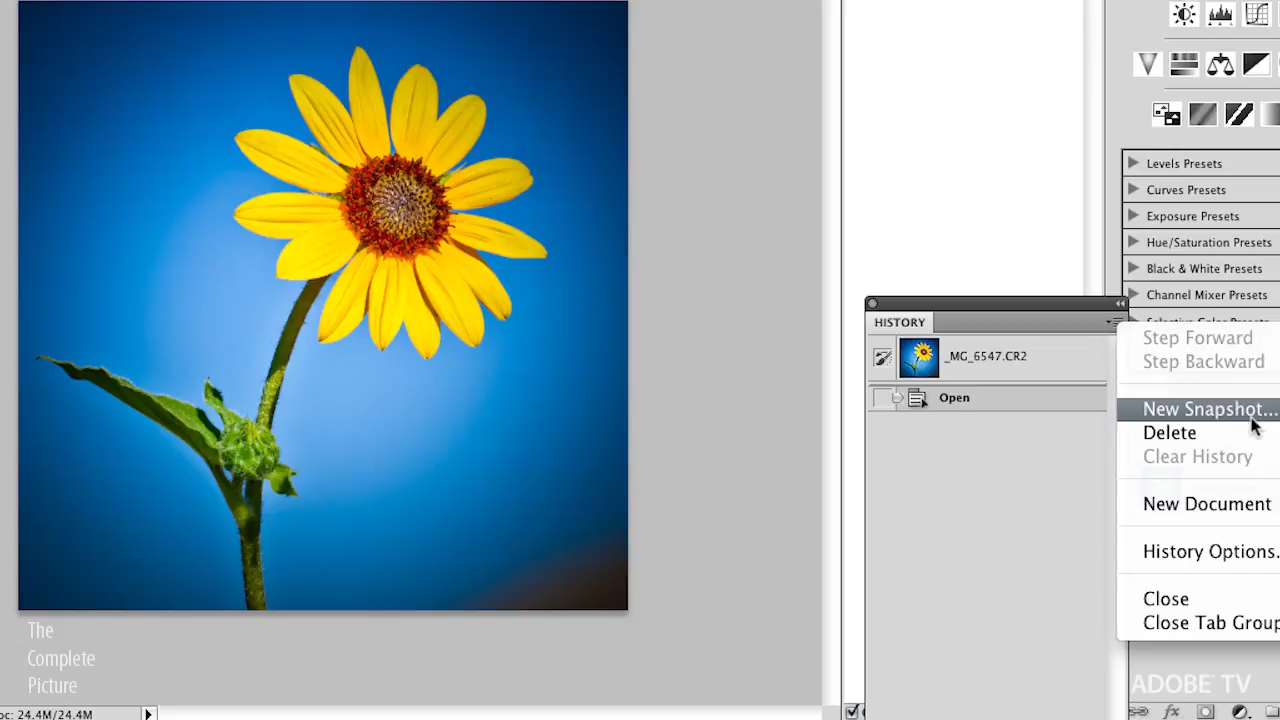 Levels Presets
Curves Presets
Exposure Presets
Hue/Saturation Presets
Black & White Presets
Channel Mixer Presets
HISTORY
_MG_6547.CR2
Open
Step Forward
Step Backward
New Snapshot...
Delete
Clear History
New Document
History Options.
Close
Close Tab Group
The
Complete
Picture
ADOBE TV
oc: 24.4M/24.4M
fx